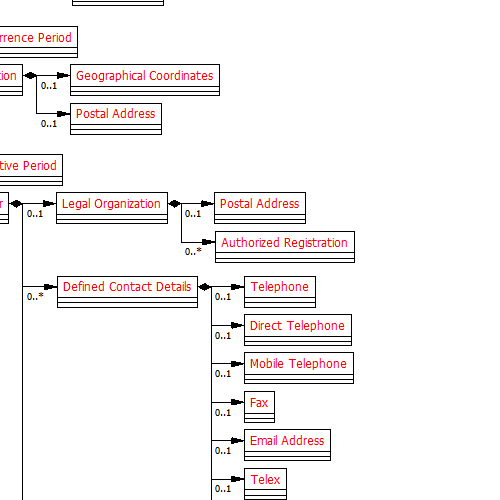 rrence Period
tion
Geographical Coordinates
0..1
Postal Address
0..1
tive Period
r
Legal Organization
Postal Address
0..1
0..1
Authorized Registration
0..*
Defined Contact Details
Telephone
0..*
0..1
Direct Telephone
0..1
Mobile Telephone
0..1
Fax
0..1
Email Address
0..1
Telex
0..1